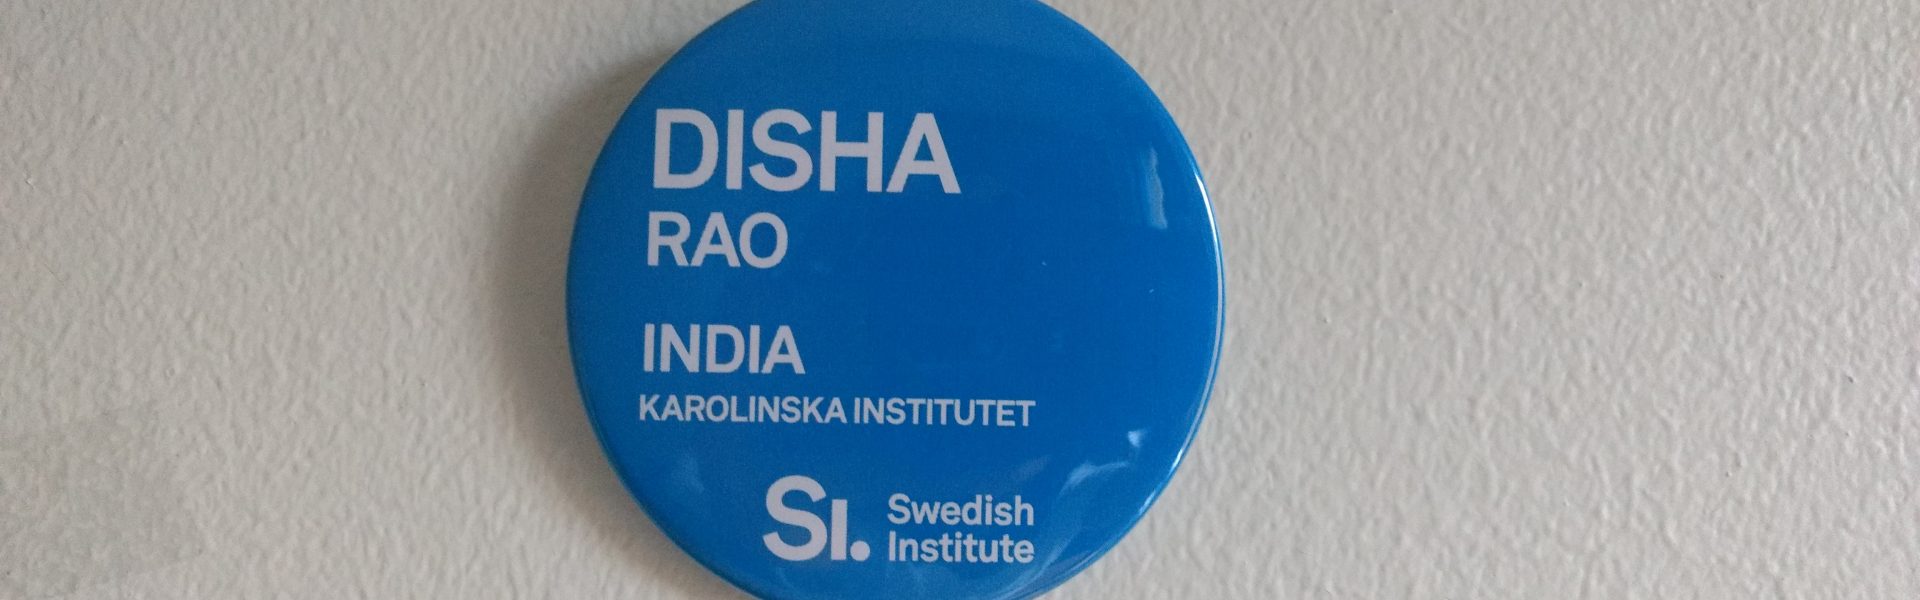 DISHA
RAO
INDIA
KAROLINSKA INSTITUTET
SI. Swedish
Institute